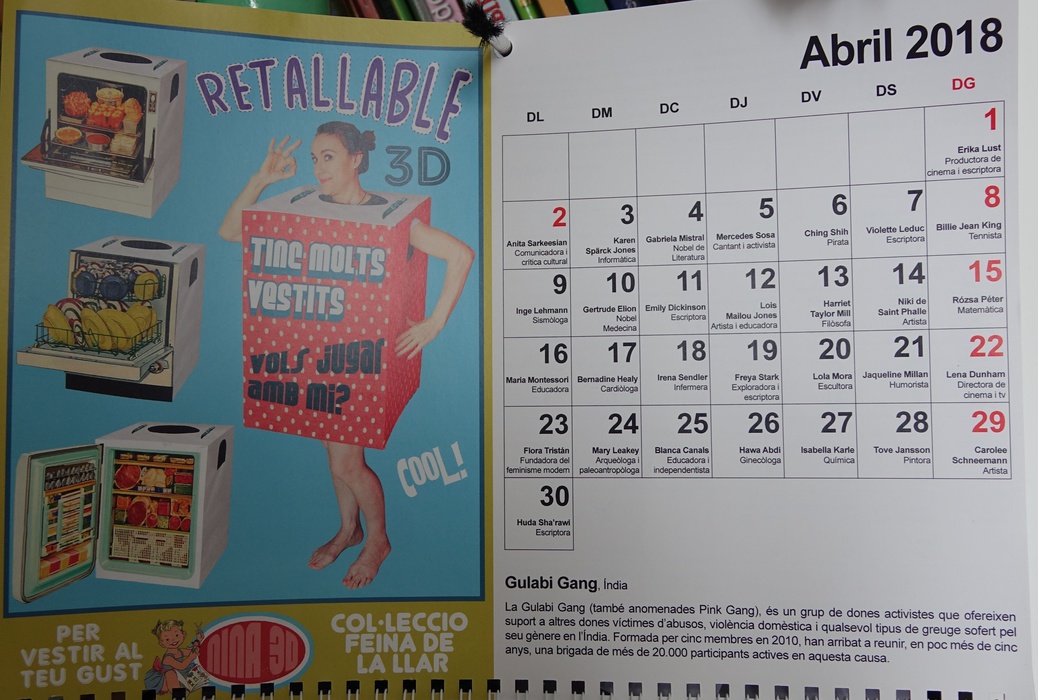 RETALLABLE
3D
TINC MOLTS
VESTITS
VOLS JUGAR
AMB MI?
COOL!
PER
VESTIR AL
TEU GUST
NINA 3D
COL·LECCIO
FEINA DE
LA LLAR
Abril 2018
DL DM DC DJ DV DS DG
1
Erika Lust
Productora de
cinema i escriptora
2
Anita Sarkeesian
Comunicadora i
crítica cultural
3
Karen
Spärck Jones
Informàtica
4
Gabriela Mistral
Nobel de
Literatura
5
Mercedes Sosa
Cantant i activista
6
Ching Shih
Pirata
7
Violette Leduc
Escriptora
8
Billie Jean King
Tennista
9
Inge Lehmann
Sismòloga
10
Gertrude Elion
Nobel
Medecina
11
Emily Dickinson
Escriptora
12
Lois
Mailou Jones
Artista i educadora
13
Harriet
Taylor Mill
Filòsofa
14
Niki de
Saint Phalle
Artista
15
Rózsa Péter
Matemàtica
16
Maria Montessori
Educadora
17
Bernadine Healy
Cardiòloga
18
Irena Sendler
Infermera
19
Freya Stark
Exploradora i
escriptora
20
Lola Mora
Escultora
21
Jaqueline Millan
Humorista
22
Lena Dunham
Directora de
cinema i tv
23
Flora Tristán
Fundadora del
feminisme modern
24
Mary Leakey
Arqueòloga i
paleoantropòloga
25
Blanca Canals
Educadora i
independentista
26
Hawa Abdi
Ginecòloga
27
Isabella Karle
Química
28
Tove Jansson
Pintora
29
Carolee
Schneemann
Artista
30
Huda Sha'rawi
Escriptora
Gulabi Gang, Índia
La Gulabi Gang (també anomenades Pink Gang), és un grup de dones activistes que ofereixen
suport a altres dones víctimes d'abusos, violència domèstica i qualsevol tipus de greuge sofert pel
seu gènere en l'Índia. Formada per cinc membres en 2010, han arribat a reunir, en poc més de cinc
anys, una brigada de més de 20.000 participants actives en aquesta causa.